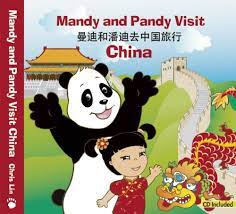 Mandy and Pandy Visit
曼迪和潘迪去中国旅行
China
Mandy and Pandy Visit China
Chris Lin
CD Included